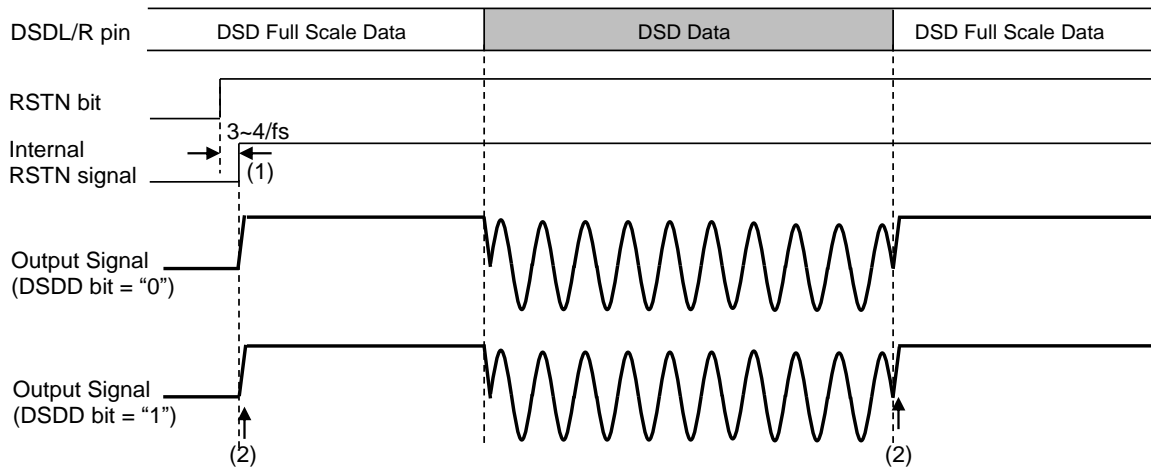 DSDL/R pin
DSD Full Scale Data
DSD Data
DSD Full Scale Data
RSTN bit
3~4/fs
Internal
RSTN signal
(1)
Output Signal
(DSDD bit = “0”)
Output Signal
(DSDD bit = “1”)
(2)
(2)